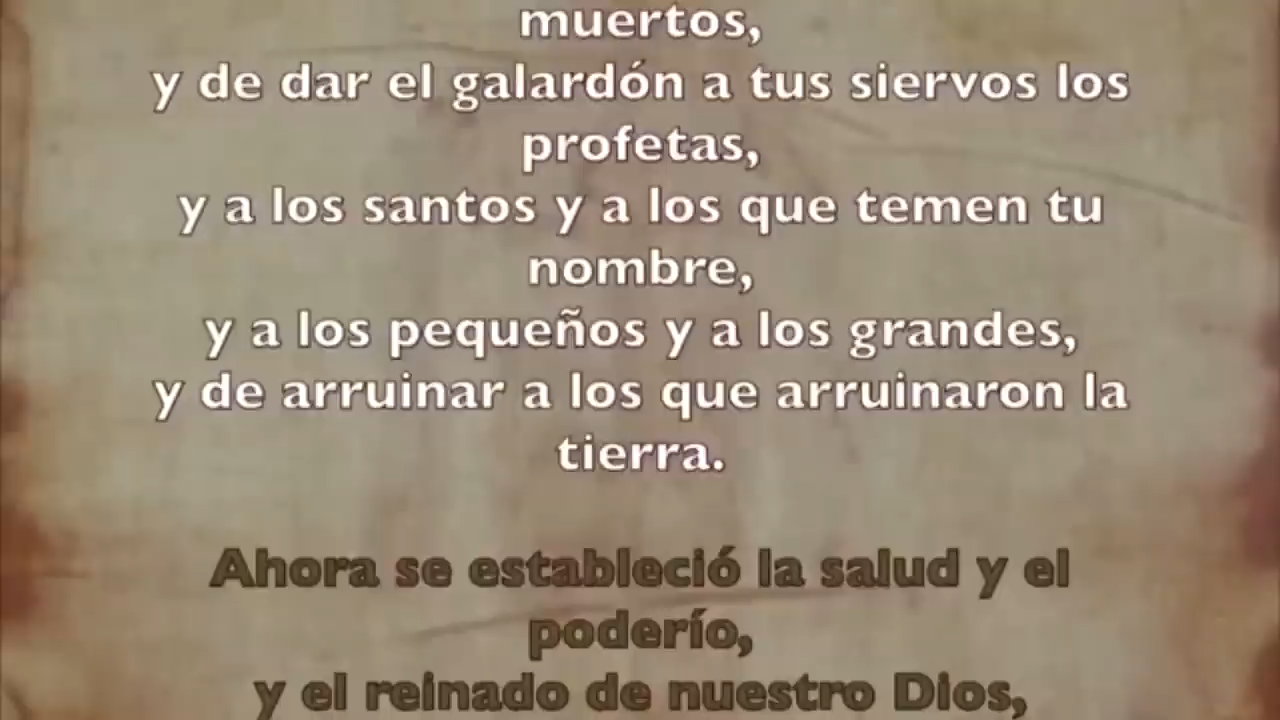 muertos,
y de dar el galardón a tus siervos los
profetas,
y a los santos y a los que temen tu
nombre,
y a los pequeños y a los grandes,
y de arruinar a los que arruinaron la
tierra.
Ahora se estableció la salud y el
poderío,
y el reinado de nuestro Dios,